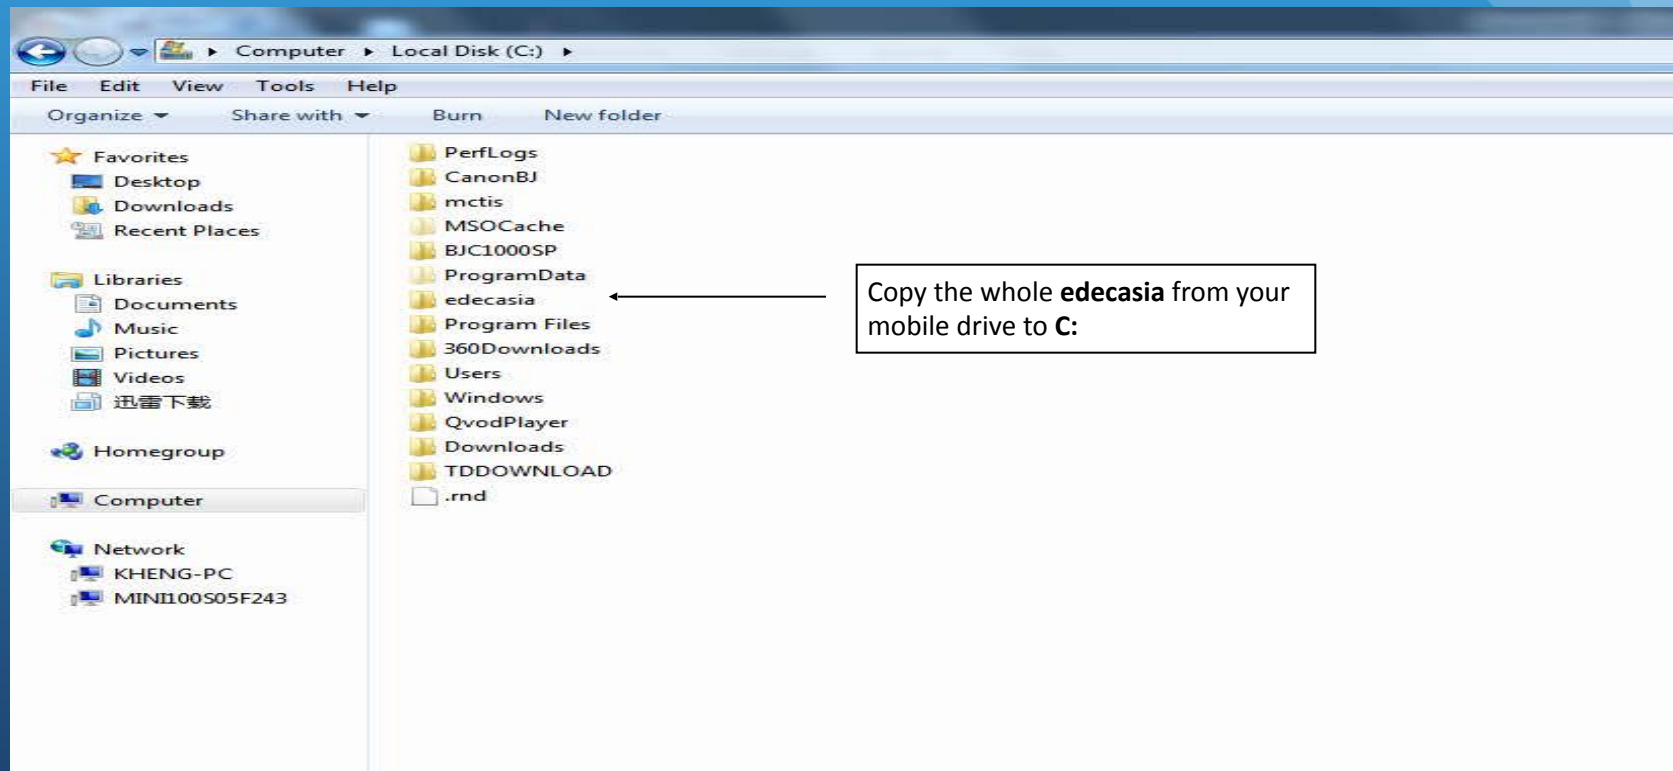 Computer Local Disk (C:)
File Edit View Tools Help
Organize Share with Burn New folder
Favorites
Desktop
Downloads
Recent Places
Libraries
Documents
Music
Pictures
Videos
迅雷下载
Homegroup
Computer
Network
KHENG-PC
MINI100S05F243
PerfLogs
CanonBJ
mctis
MSOCache
BJC1000SP
ProgramData
edecasia
Program Files
360Downloads
Users
Windows
QvodPlayer
Downloads
TDDOWNLOAD
.rnd
Copy the whole edecasia from your
mobile drive to C: